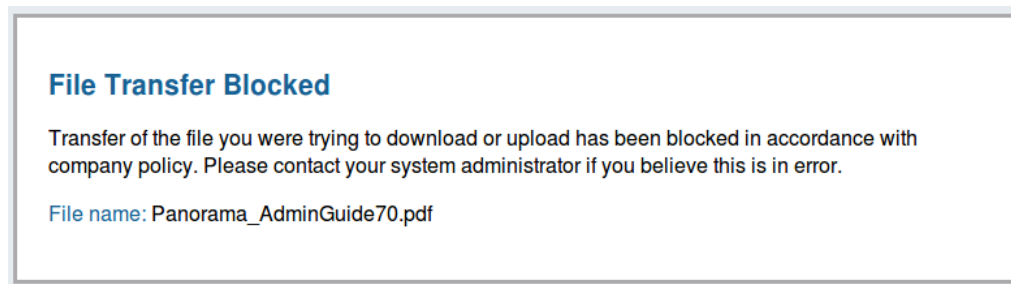 File Transfer Blocked
Transfer of the file you were trying to download or upload has been blocked in accordance with
company policy. Please contact your system administrator if you believe this is in error.
File name: Panorama_AdminGuide70.pdf